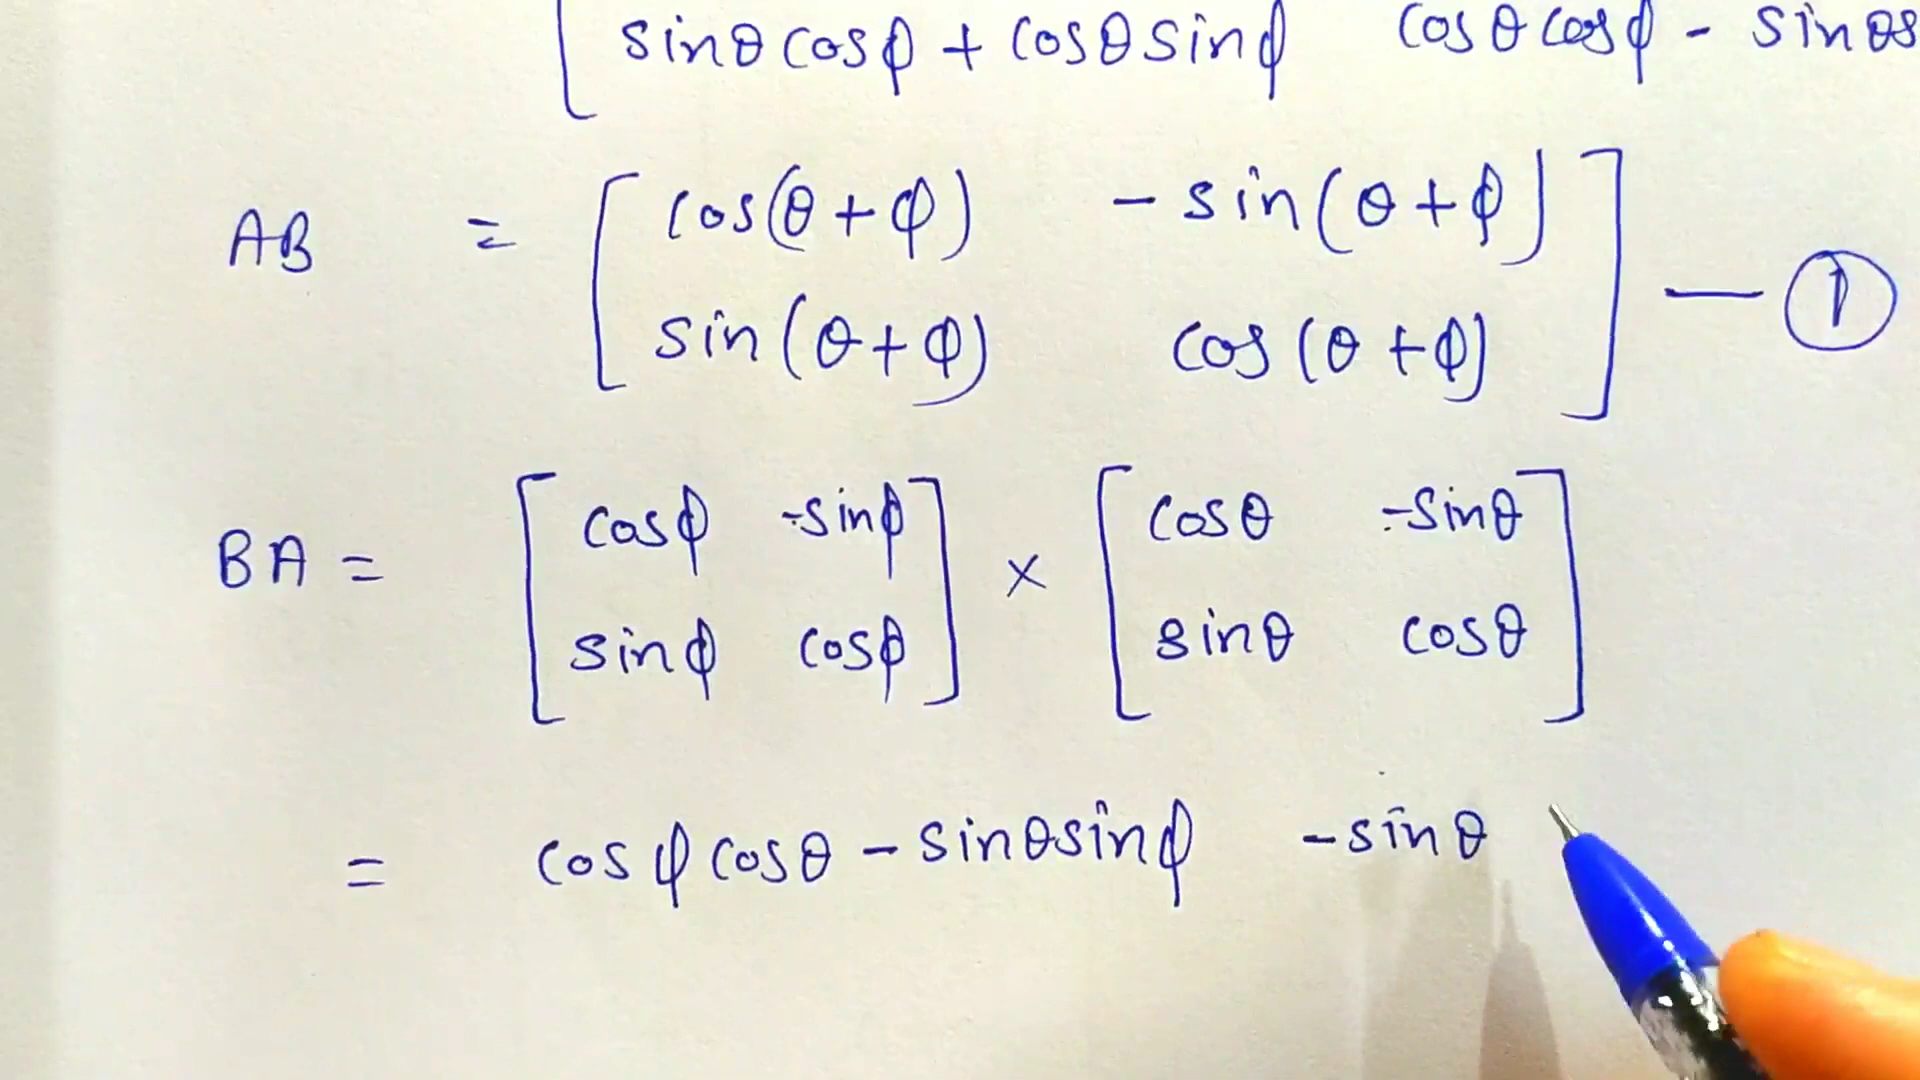 sinθcosϕ + cosθsinϕ cosθcosϕ - sinθs
AB = [ cos(θ+ϕ) - sin(θ+ϕ)
sin(θ+ϕ) cos(θ+ϕ) ] — ①
BA = [ cosϕ -sinϕ ] × [ cosθ -sinθ ]
[ sinϕ cosϕ ] [ sinθ cosθ ]
= cosϕcosθ - sinθsinϕ -sinθ